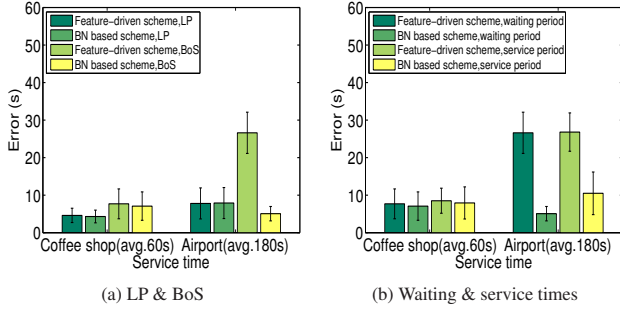 60
50
40
30
20
10
0
Error (s)
Feature-driven scheme,LP
BN based scheme,LP
Feature-driven scheme,BoS
BN based scheme,BoS
Coffee shop(avg.60s) Airport(avg.180s)
Service time
(a) LP & BoS
60
50
40
30
20
10
0
Error (s)
Feature-driven scheme,waiting period
BN based scheme,waiting period
Feature-driven scheme,service period
BN based scheme,service period
Coffee shop(avg.60s) Airport(avg.180s)
Service time
(b) Waiting & service times